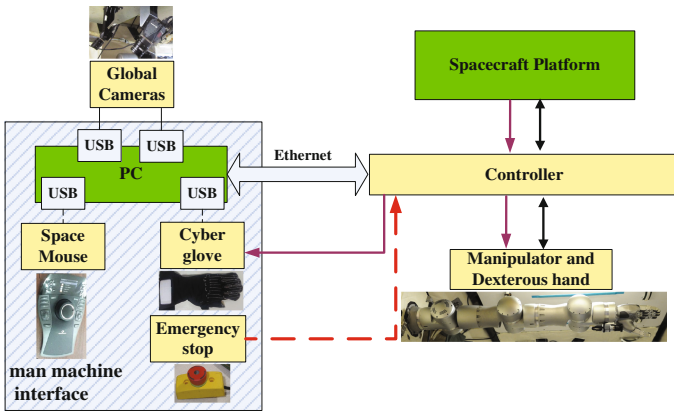 Global
Cameras
Spacecraft Platform
USB
USB
PC
Ethernet
Controller
USB
USB
Space
Mouse
Cyber
glove
Manipulator and
Dexterous hand
Emergency
stop
man machine
interface